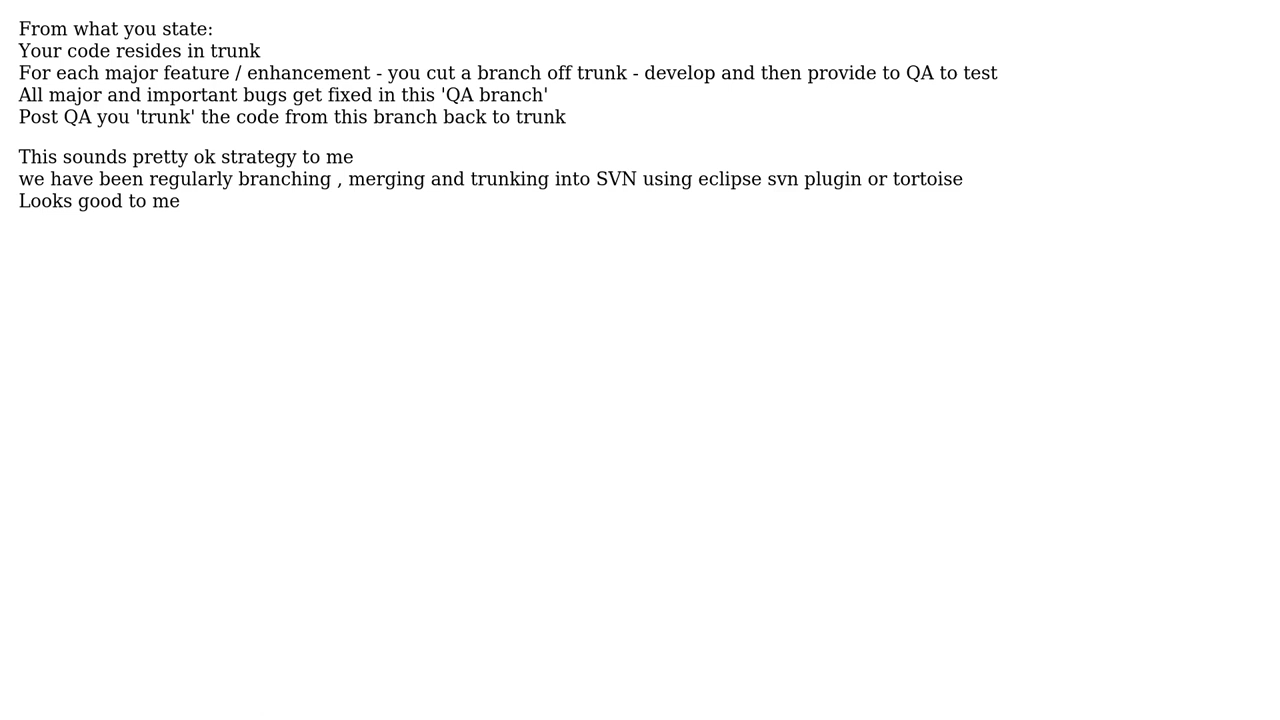 From what you state:
Your code resides in trunk
For each major feature / enhancement - you cut a branch off trunk - develop and then provide to QA to test
All major and important bugs get fixed in this 'QA branch'
Post QA you 'trunk' the code from this branch back to trunk
This sounds pretty ok strategy to me
we have been regularly branching , merging and trunking into SVN using eclipse svn plugin or tortoise
Looks good to me